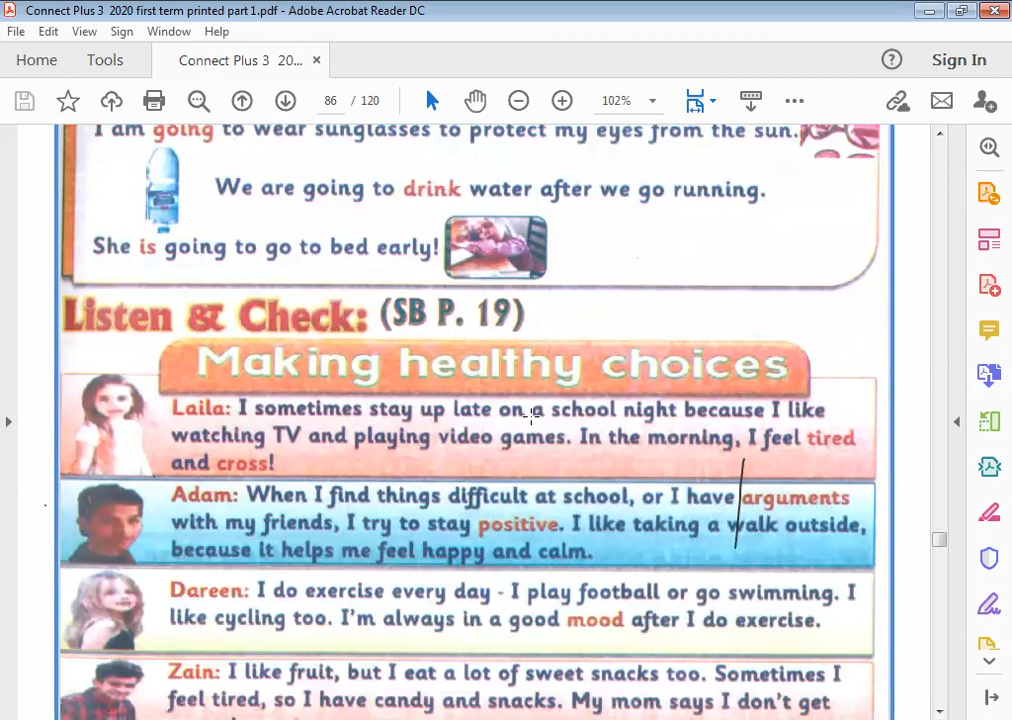 Connect Plus 3 2020 first term printed part 1.pdf - Adobe Acrobat Reader DC
File Edit View Sign Window Help
Home Tools Connect Plus 3 20... × Sign In
86 / 120 102%
I am going to wear sunglasses to protect my eyes from the sun.
We are going to drink water after we go running.
She is going to go to bed early!
Listen & Check: (SB P. 19)
Making healthy choices
Laila: I sometimes stay up late on a school night because I like
watching TV and playing video games. In the morning, I feel tired
and cross!
Adam: When I find things difficult at school, or I have arguments
with my friends, I try to stay positive. I like taking a walk outside,
because it helps me feel happy and calm.
Dareen: I do exercise every day - I play football or go swimming. I
like cycling too. I'm always in a good mood after I do exercise.
Zain: I like fruit, but I eat a lot of sweet snacks too. Sometimes I
feel tired, so I have candy and snacks. My mom says I don't get